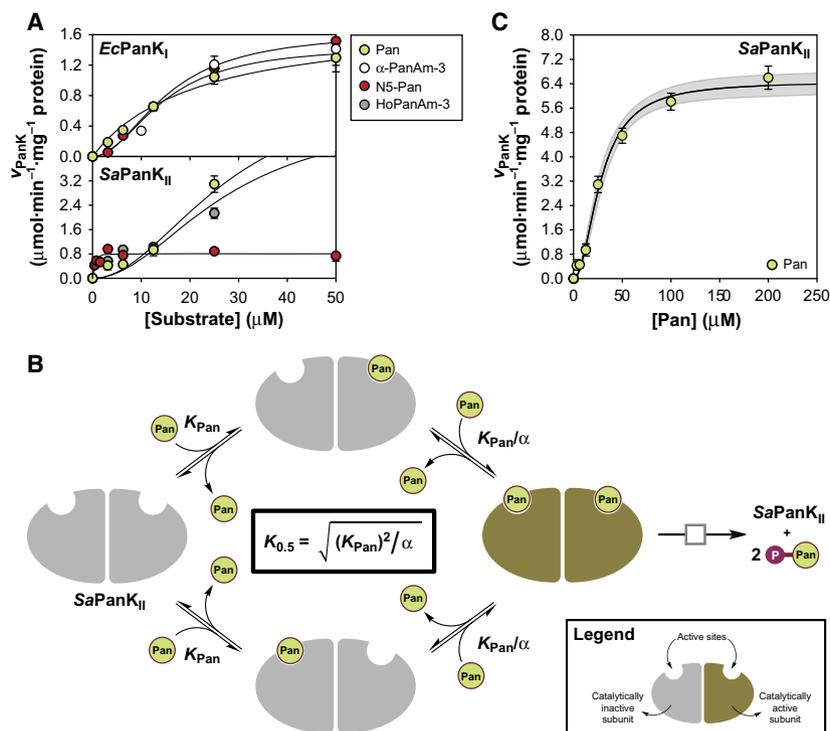 A
EcPanKI
1.6
1.2
0.8
0.4
0.0
Pan
α-PanAm-3
N5-Pan
HoPanAm-3
SaPanKII
3.2
2.4
1.6
0.8
0.0
0 10 20 30 40 50
[Substrate] (μM)
vPanK
(μmol·min⁻¹·mg⁻¹ protein)
C
SaPanKII
8.0
7.2
6.4
5.6
4.8
4.0
3.2
2.4
1.6
0.8
0.0
Pan
0 50 100 150 200 250
[Pan] (μM)
vPanK
(μmol·min⁻¹·mg⁻¹ protein)
B
Pan
Pan
KPan
Pan
Pan
KPan/α
Pan
Pan
Pan
SaPanKII
K0.5 = √(KPan)²/α
SaPanKII
+
2 P Pan
Pan
Pan
KPan
Pan
Pan
KPan/α
Pan
Legend
Active sites
Catalytically
inactive
subunit
Catalytically
active
subunit